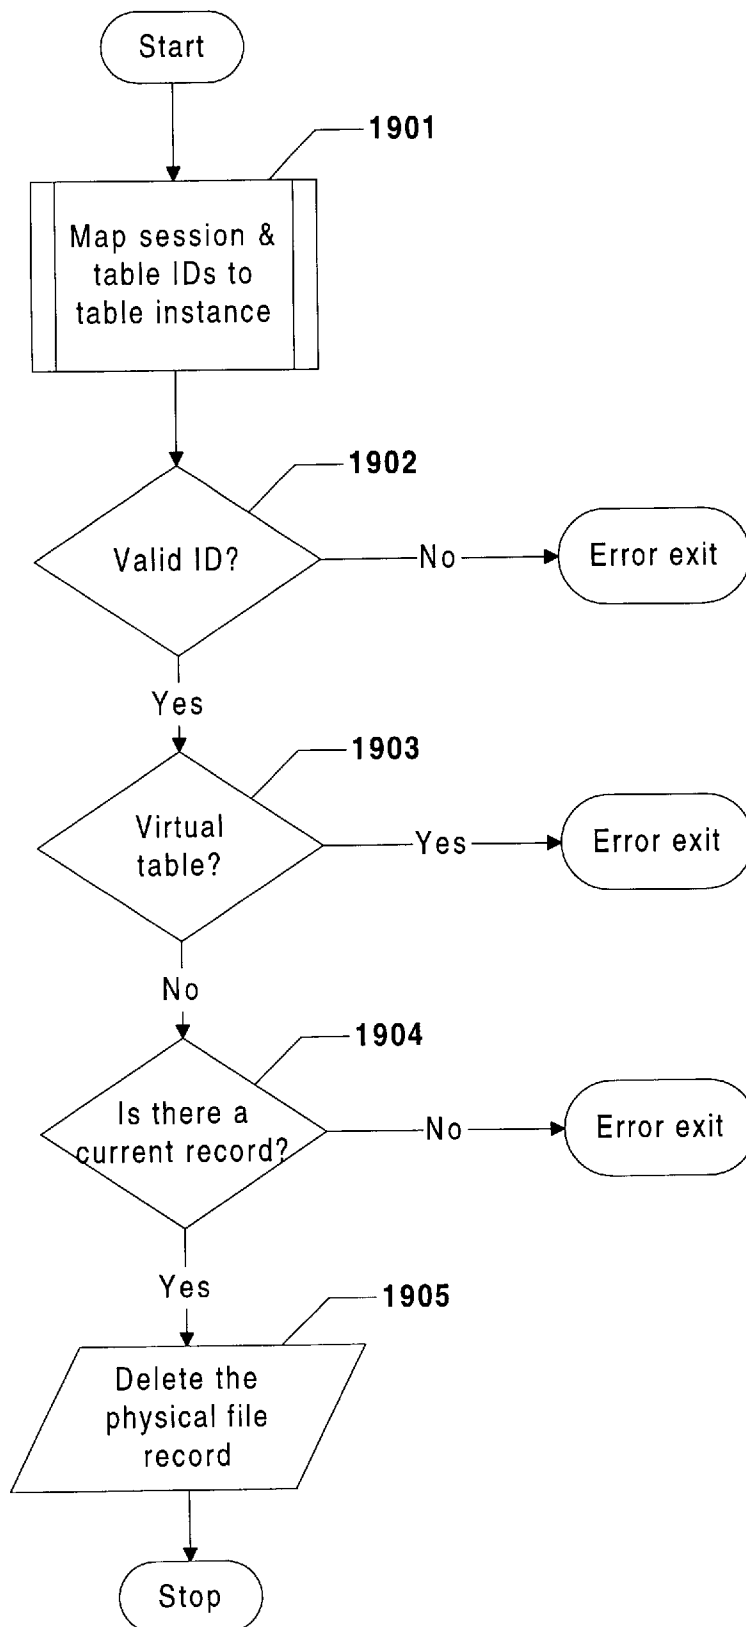 Start
1901
Map session &
table IDs to
table instance
1902
Valid ID?
No
Error exit
Yes
1903
Virtual
table?
Yes
Error exit
No
1904
Is there a
current record?
No
Error exit
Yes
1905
Delete the
physical file
record
Stop